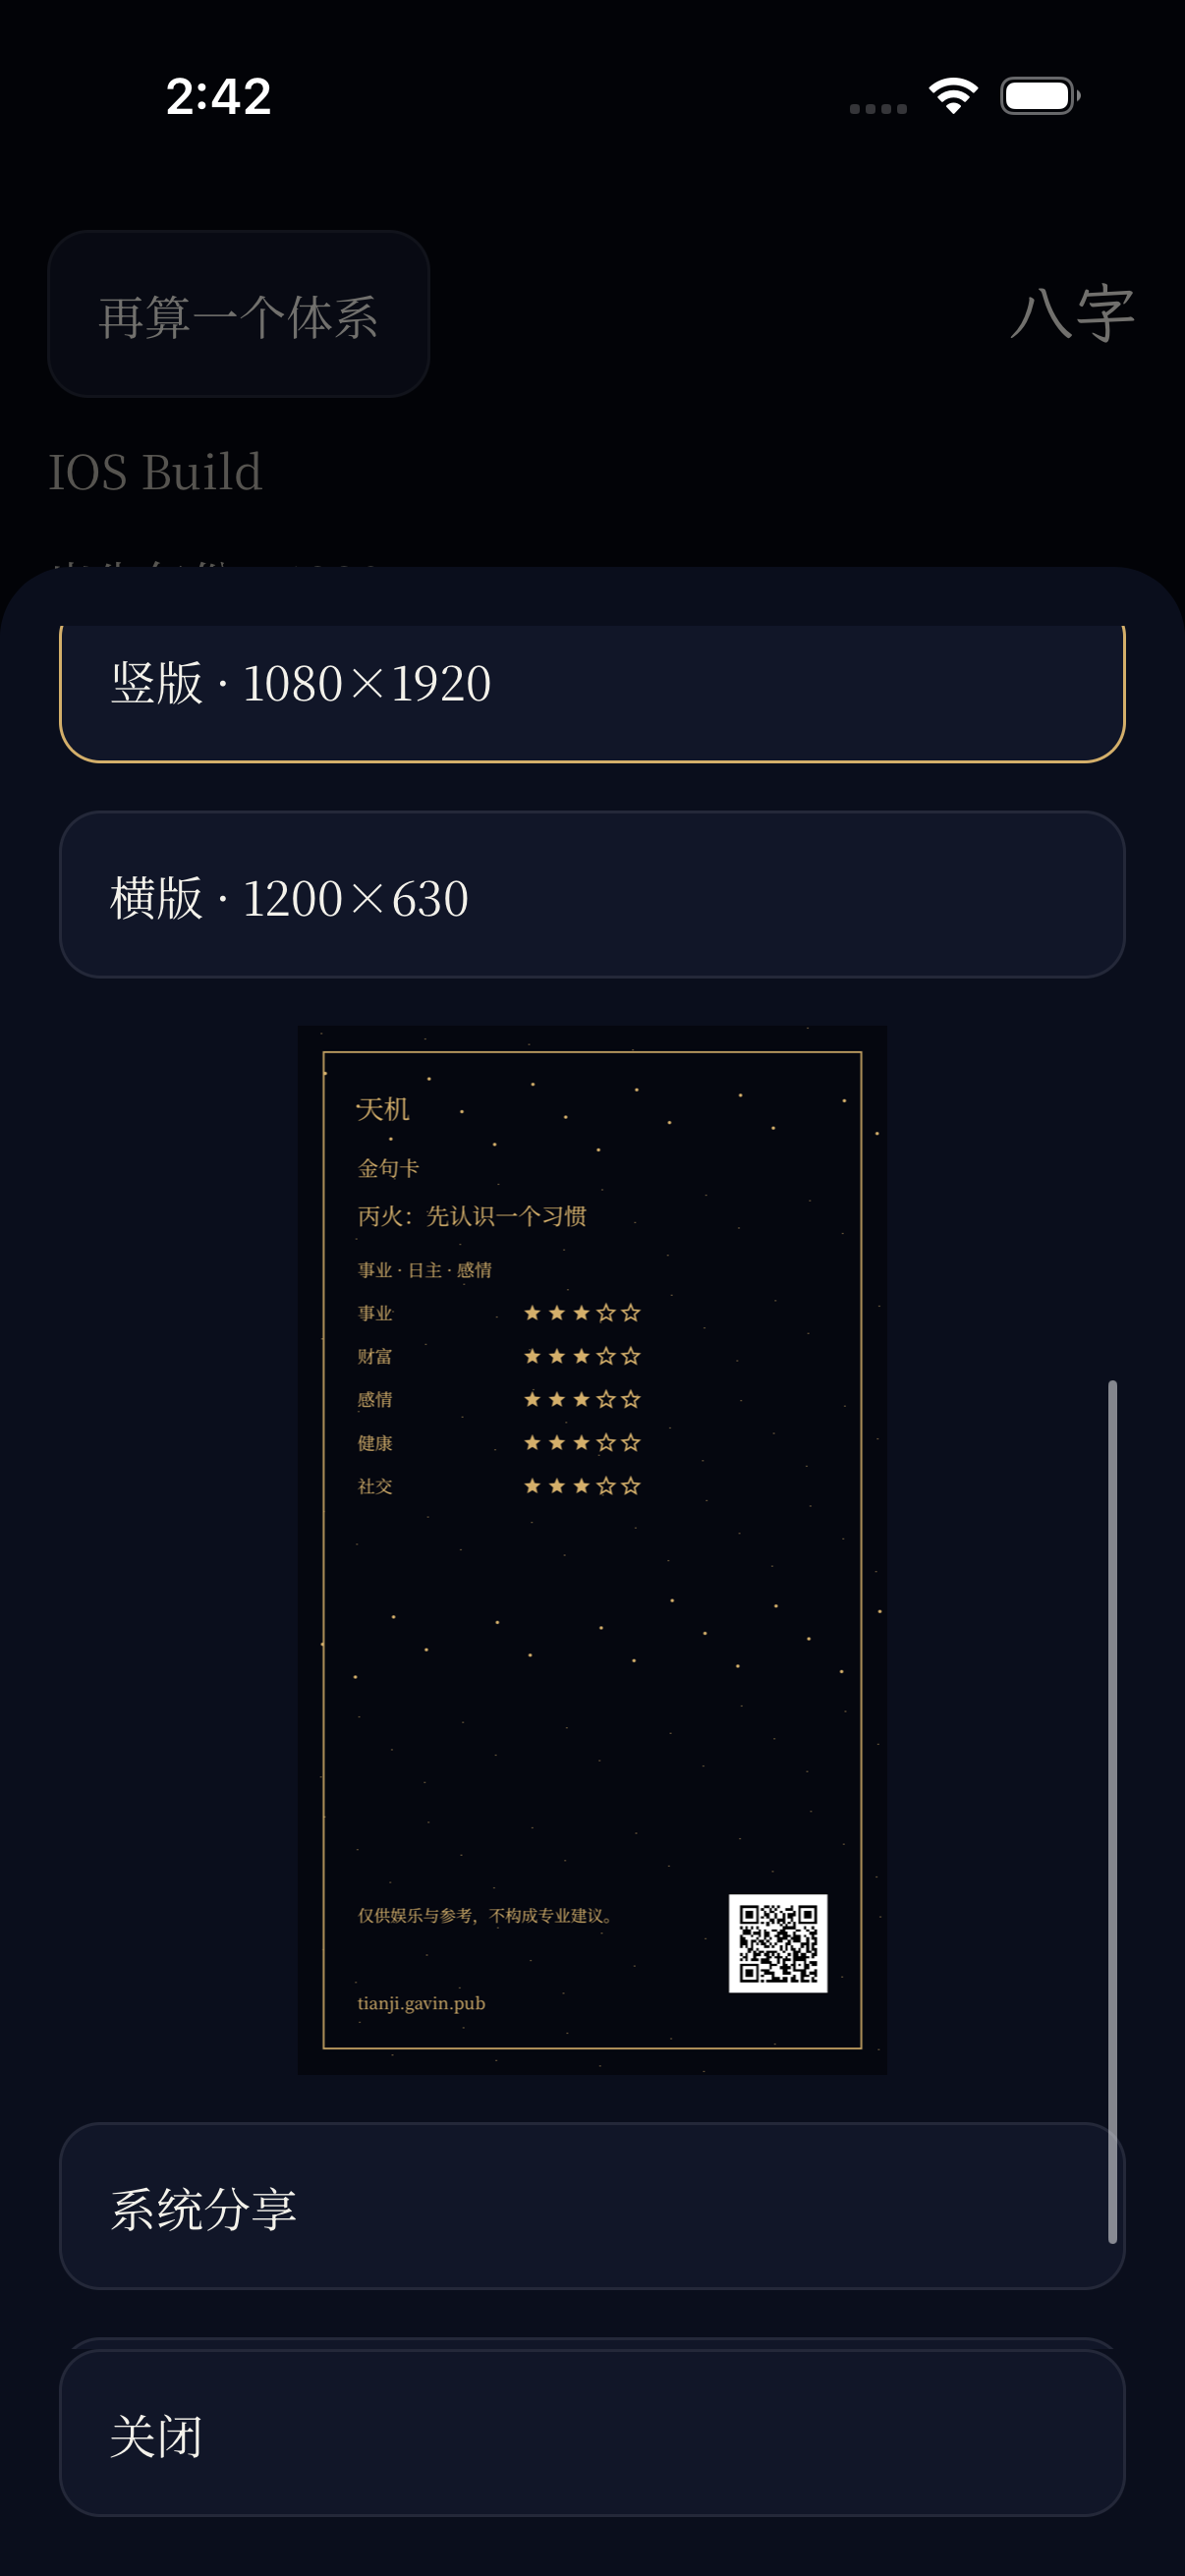 2:42
再算一个体系
八字
IOS Build
竖版 · 1080×1920
横版 · 1200×630
天机
金句卡
丙火：先认识一个习惯
事业 · 日主 · 感情
事业 ★★★☆☆
财富 ★★★☆☆
感情 ★★★☆☆
健康 ★★★☆☆
社交 ★★★☆☆
仅供娱乐与参考，不构成专业建议。
tianji.gavin.pub
系统分享
关闭